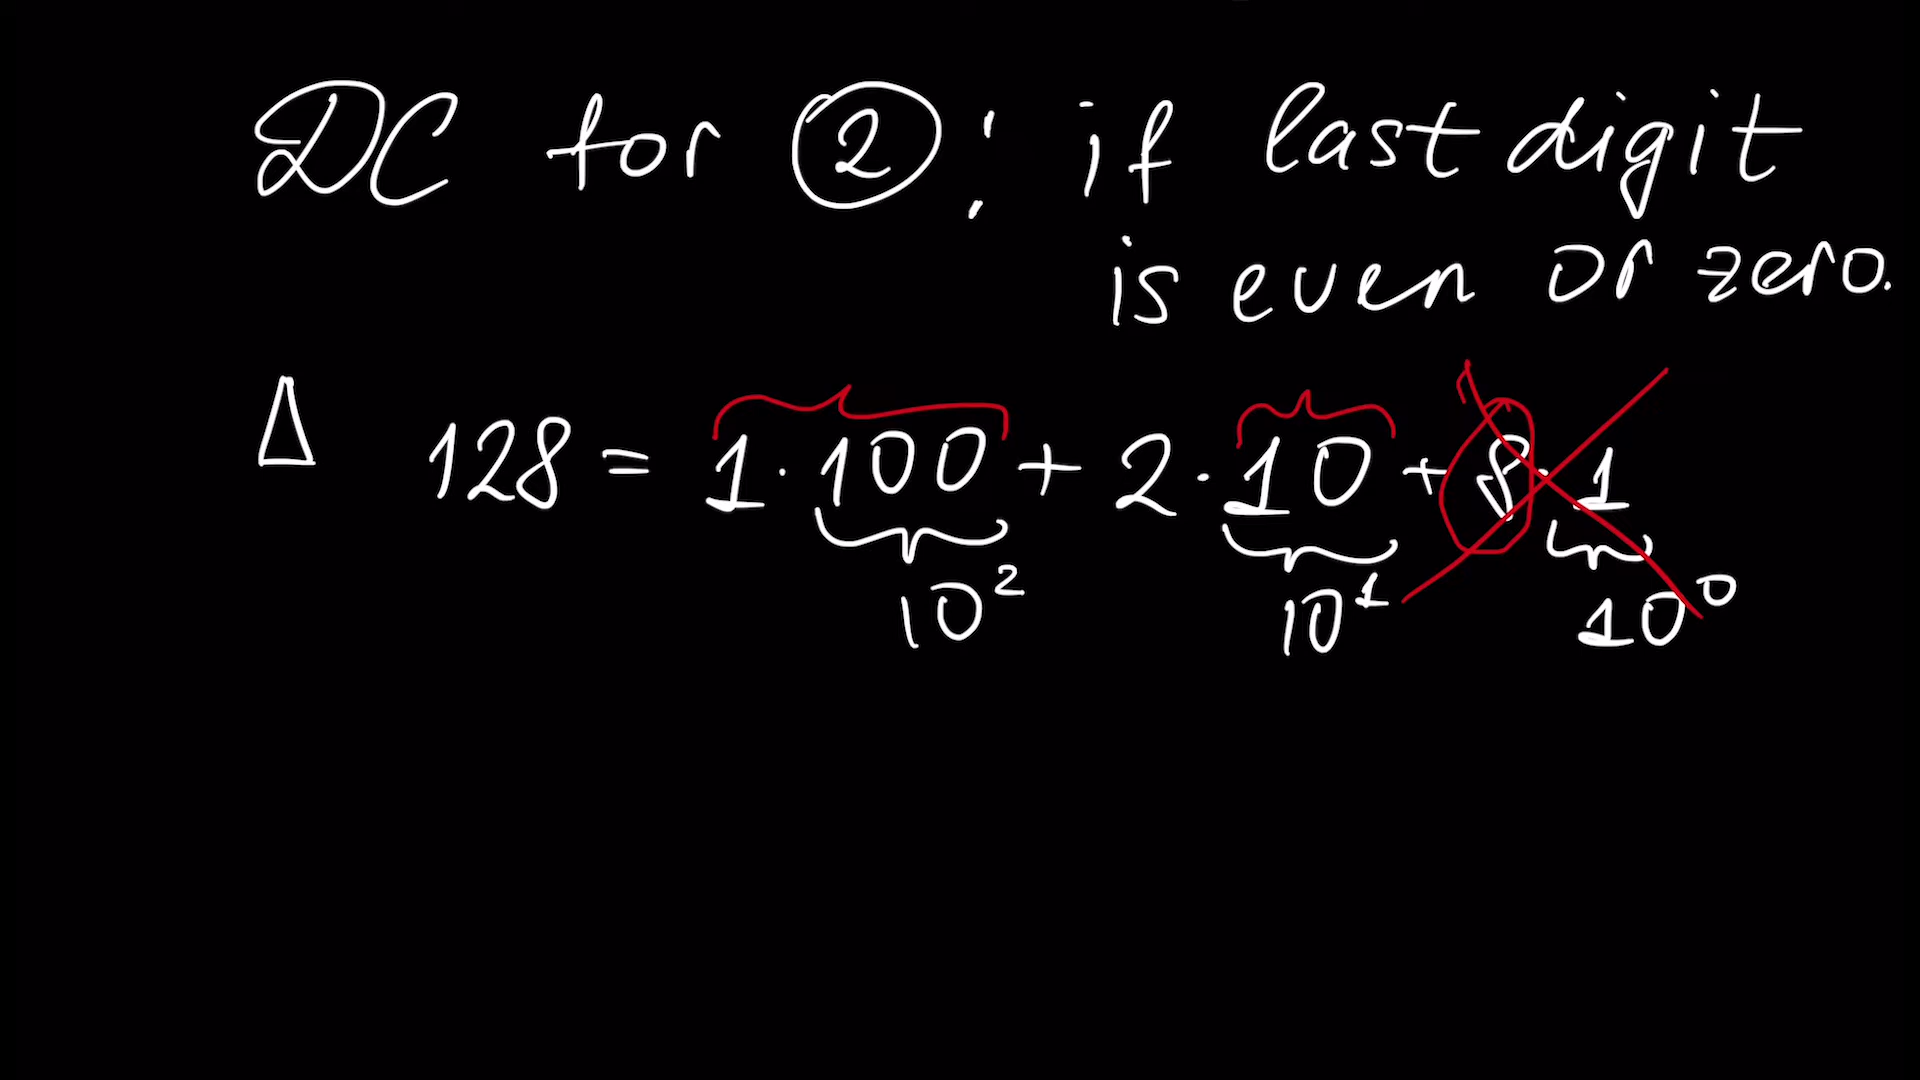 DC for 2: if last digit
is even or zero.
Δ 128 = 1 · 100 + 2 · 10 + 8 · 1
10² 10¹ 10⁰